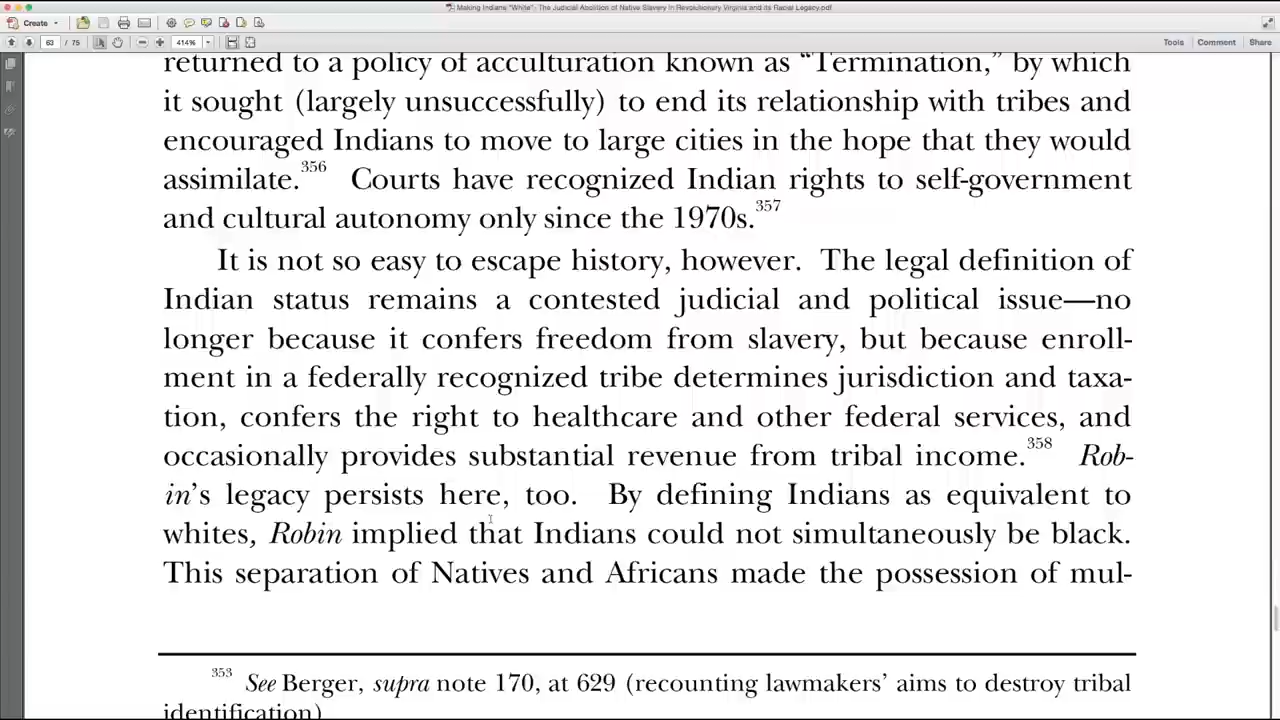 Making Indians "White": The Judicial Abolition of Native Slavery in Revolutionary Virginia and its Racial Legacy.pdf
Create
63 / 75 414% Tools Comment Share
returned to a policy of acculturation known as “Termination,” by which
it sought (largely unsuccessfully) to end its relationship with tribes and
encouraged Indians to move to large cities in the hope that they would
assimilate.356 Courts have recognized Indian rights to self-government
and cultural autonomy only since the 1970s.357
It is not so easy to escape history, however. The legal definition of
Indian status remains a contested judicial and political issue—no
longer because it confers freedom from slavery, but because enroll-
ment in a federally recognized tribe determines jurisdiction and taxa-
tion, confers the right to healthcare and other federal services, and
occasionally provides substantial revenue from tribal income.358 Rob-
in’s legacy persists here, too. By defining Indians as equivalent to
whites, Robin implied that Indians could not simultaneously be black.
This separation of Natives and Africans made the possession of mul-
353 See Berger, supra note 170, at 629 (recounting lawmakers’ aims to destroy tribal
identification)